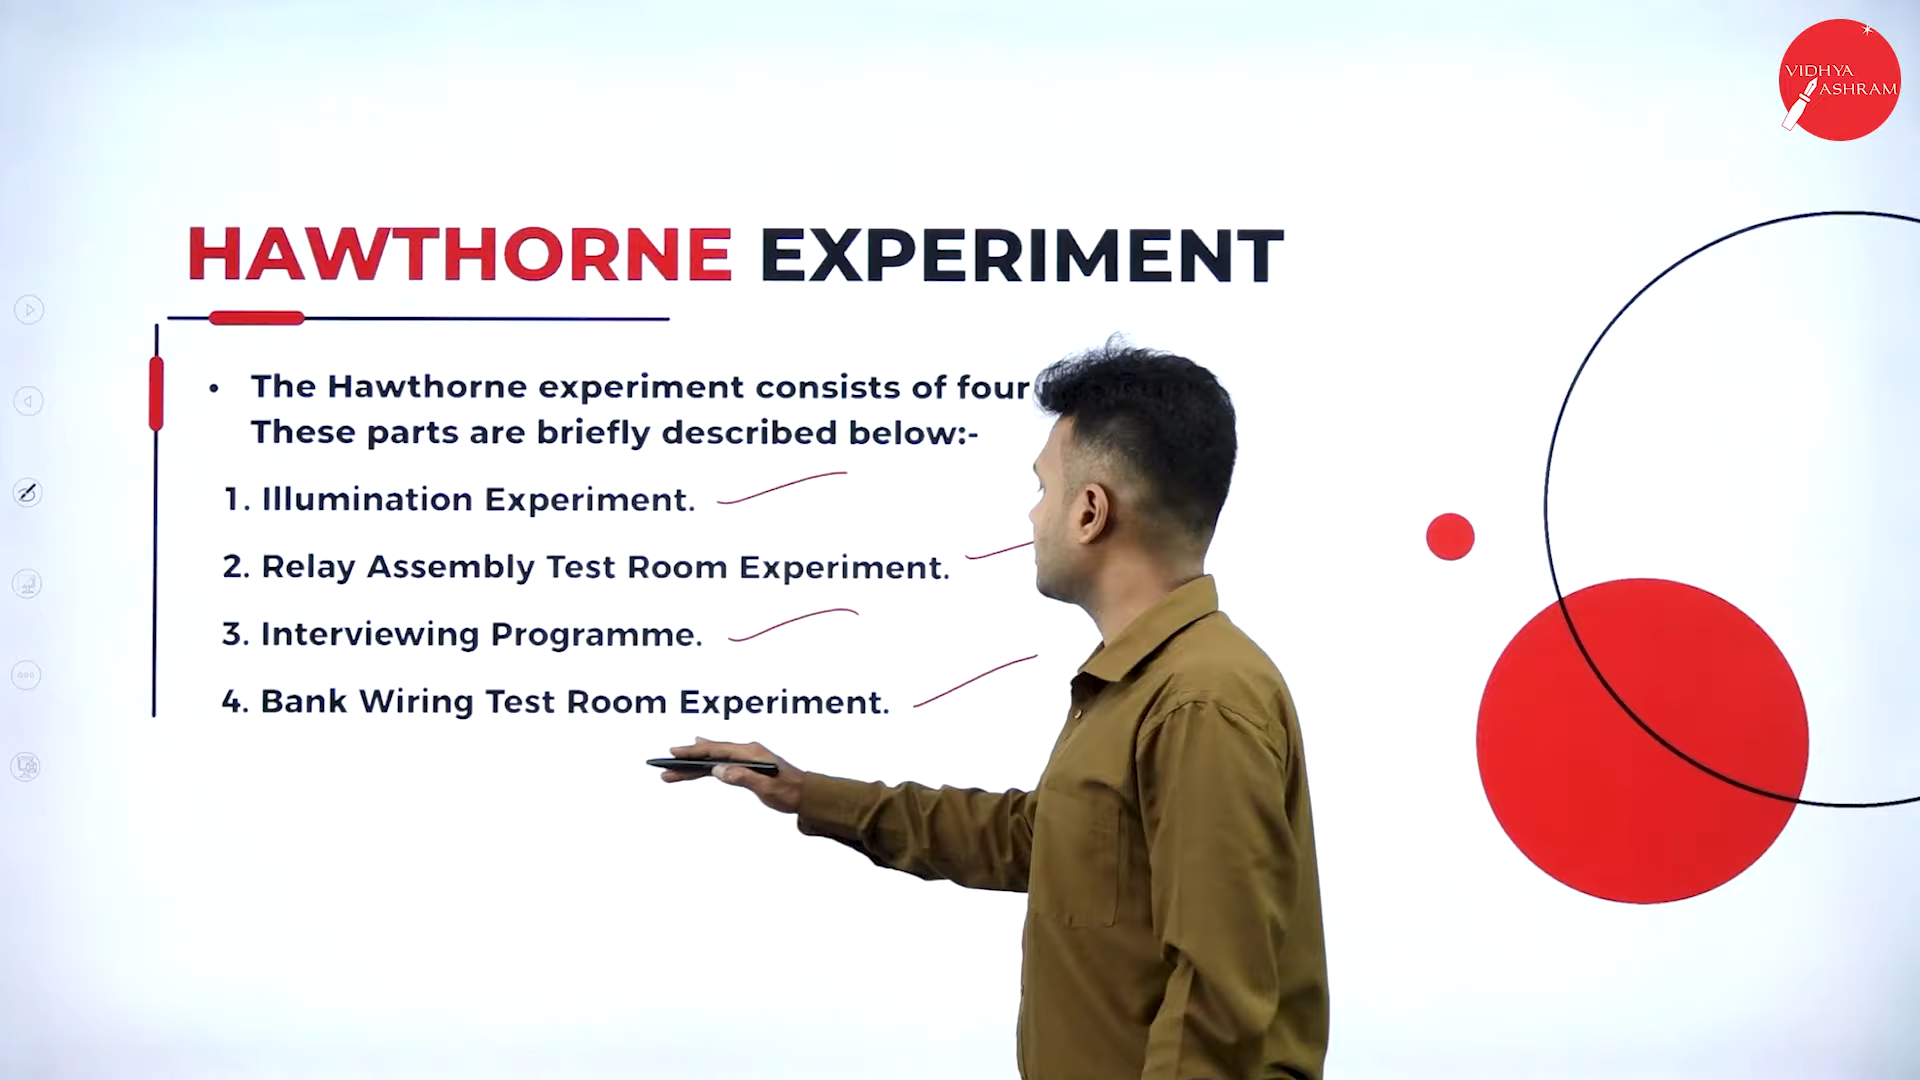 VIDHYA
ASHRAM
HAWTHORNE EXPERIMENT
• The Hawthorne experiment consists of four
These parts are briefly described below:-
1. Illumination Experiment.
2. Relay Assembly Test Room Experiment.
3. Interviewing Programme.
4. Bank Wiring Test Room Experiment.